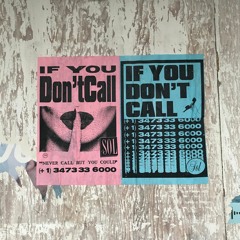 IF YOU
Don'tCall
SOL
"NEVER CALL BUT YOU COULD"
(+1) 3473 33 6000
IF YOU
DON'T
CALL
(+1) 3473 33 6000